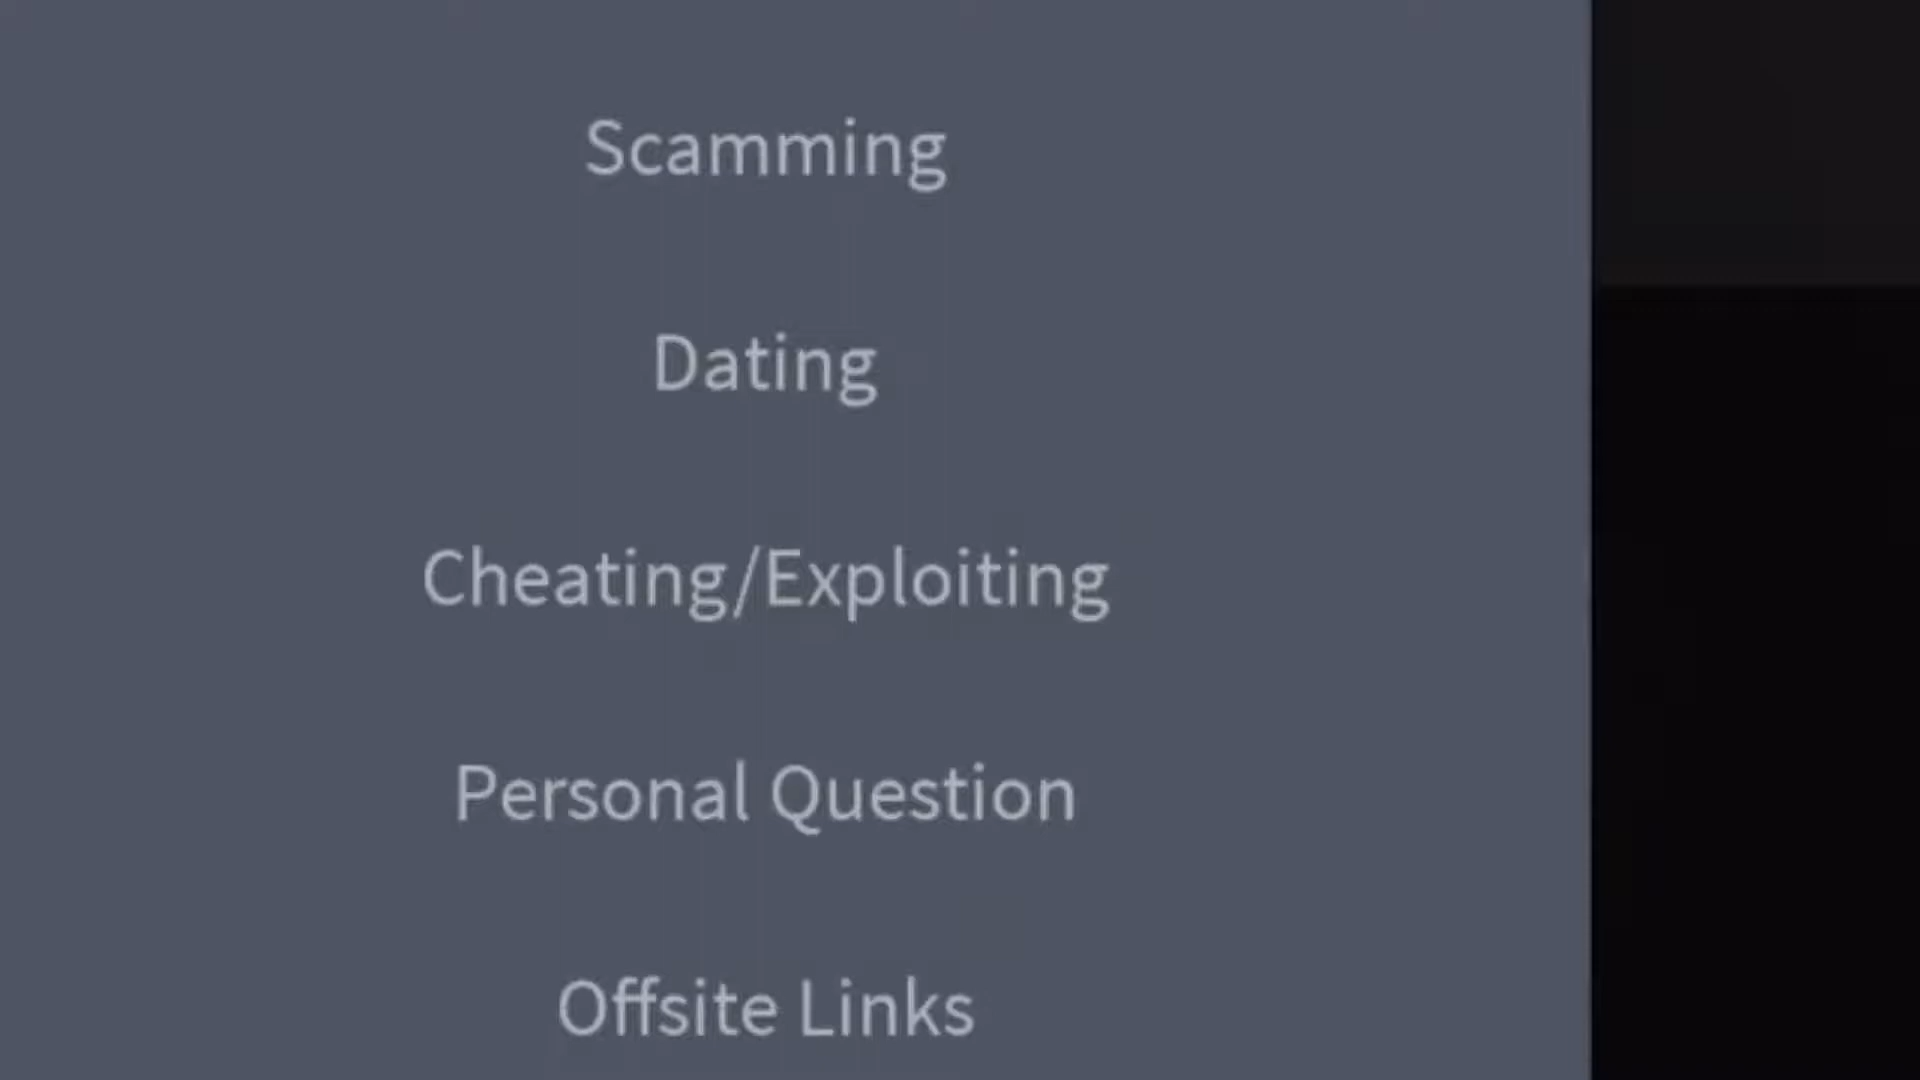 Scamming
Dating
Cheating/Exploiting
Personal Question
Offsite Links